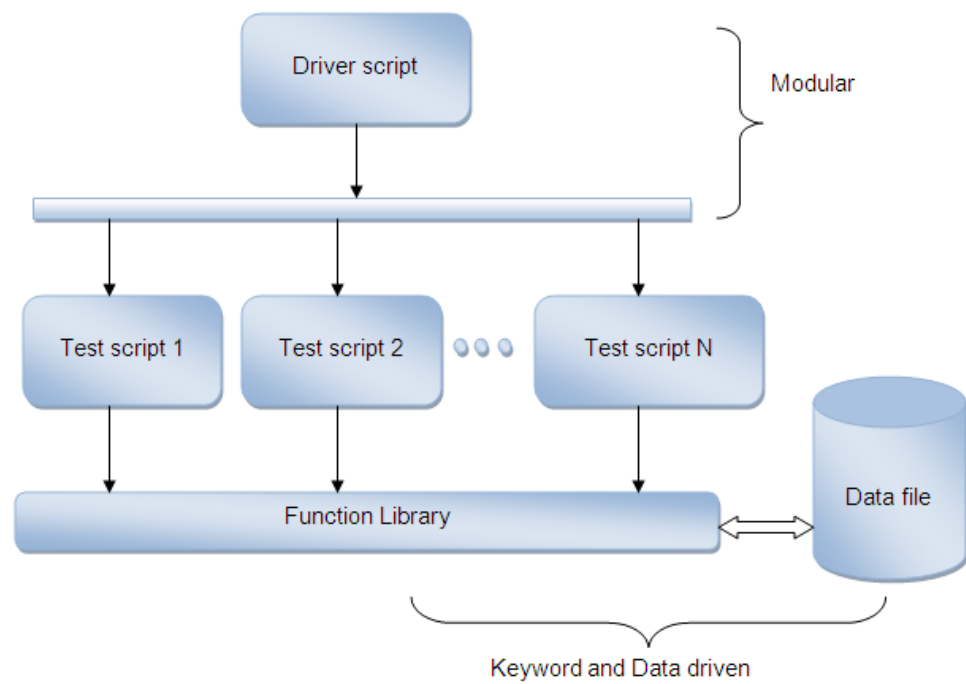 Driver script
Modular
Test script 1
Test script 2
Test script N
Data file
Function Library
Keyword and Data driven